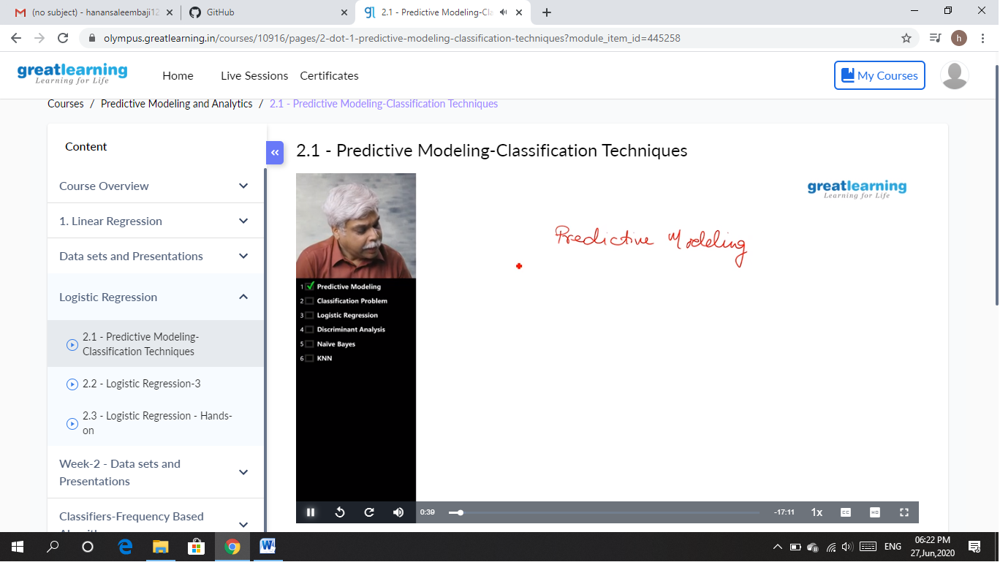 (no subject) - hanansaleembaji12
GitHub
2.1 - Predictive Modeling-Cla
olympus.greatlearning.in/courses/10916/pages/2-dot-1-predictive-modeling-classification-techniques?module_item_id=445258
h
greatlearning
Learning for Life
Home
Live Sessions
Certificates
My Courses
Courses / Predictive Modeling and Analytics / 2.1 - Predictive Modeling-Classification Techniques
Content
Course Overview
1. Linear Regression
Data sets and Presentations
Logistic Regression
2.1 - Predictive Modeling-
Classification Techniques
2.2 - Logistic Regression-3
2.3 - Logistic Regression - Hands-
on
Week-2 - Data sets and
Presentations
Classifiers-Frequency Based
2.1 - Predictive Modeling-Classification Techniques
greatlearning
Learning for Life
Predictive Modeling
1 Predictive Modeling
2 Classification Problem
3 Logistic Regression
4 Discriminant Analysis
5 Naïve Bayes
6 KNN
0:39
-17:11
1x
CC
HD
ENG
06:22 PM
27,Jun,2020